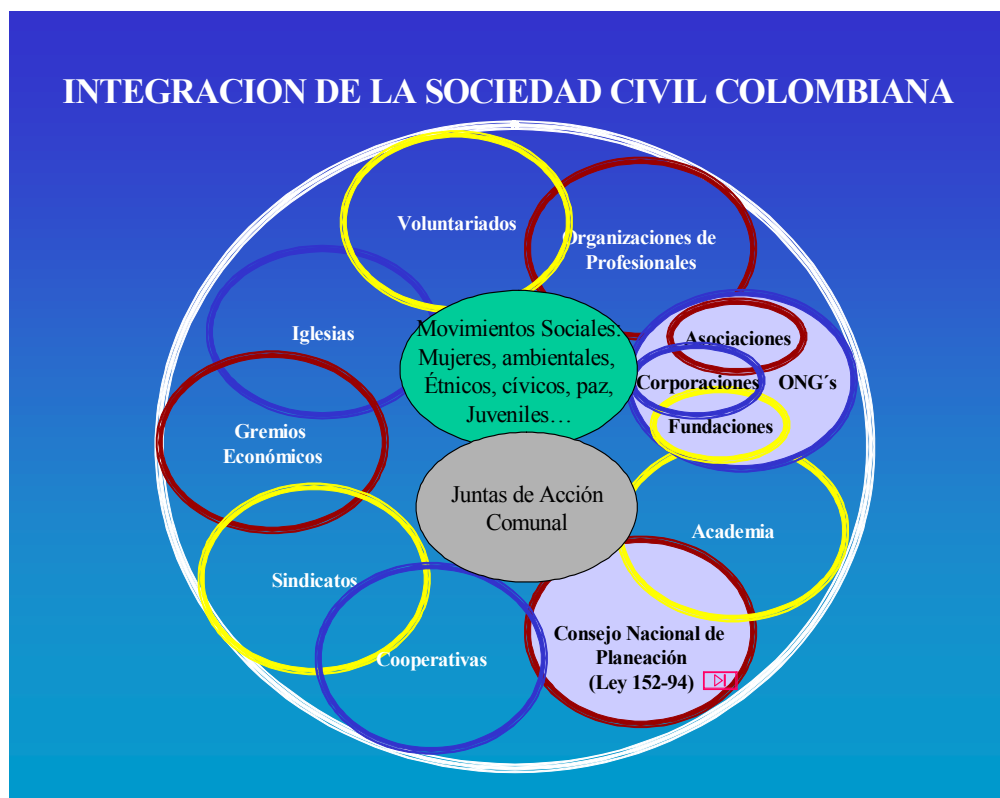 INTEGRACION DE LA SOCIEDAD CIVIL COLOMBIANA
Voluntariados
Organizaciones de
Profesionales
Iglesias
Movimientos Sociales:
Mujeres, ambientales,
Étnicos, cívicos, paz,
Juveniles…
Asociaciones
Corporaciones
ONG´s
Fundaciones
Gremios
Económicos
Juntas de Acción
Comunal
Academia
Sindicatos
Consejo Nacional de
Planeación
(Ley 152-94)
Cooperativas